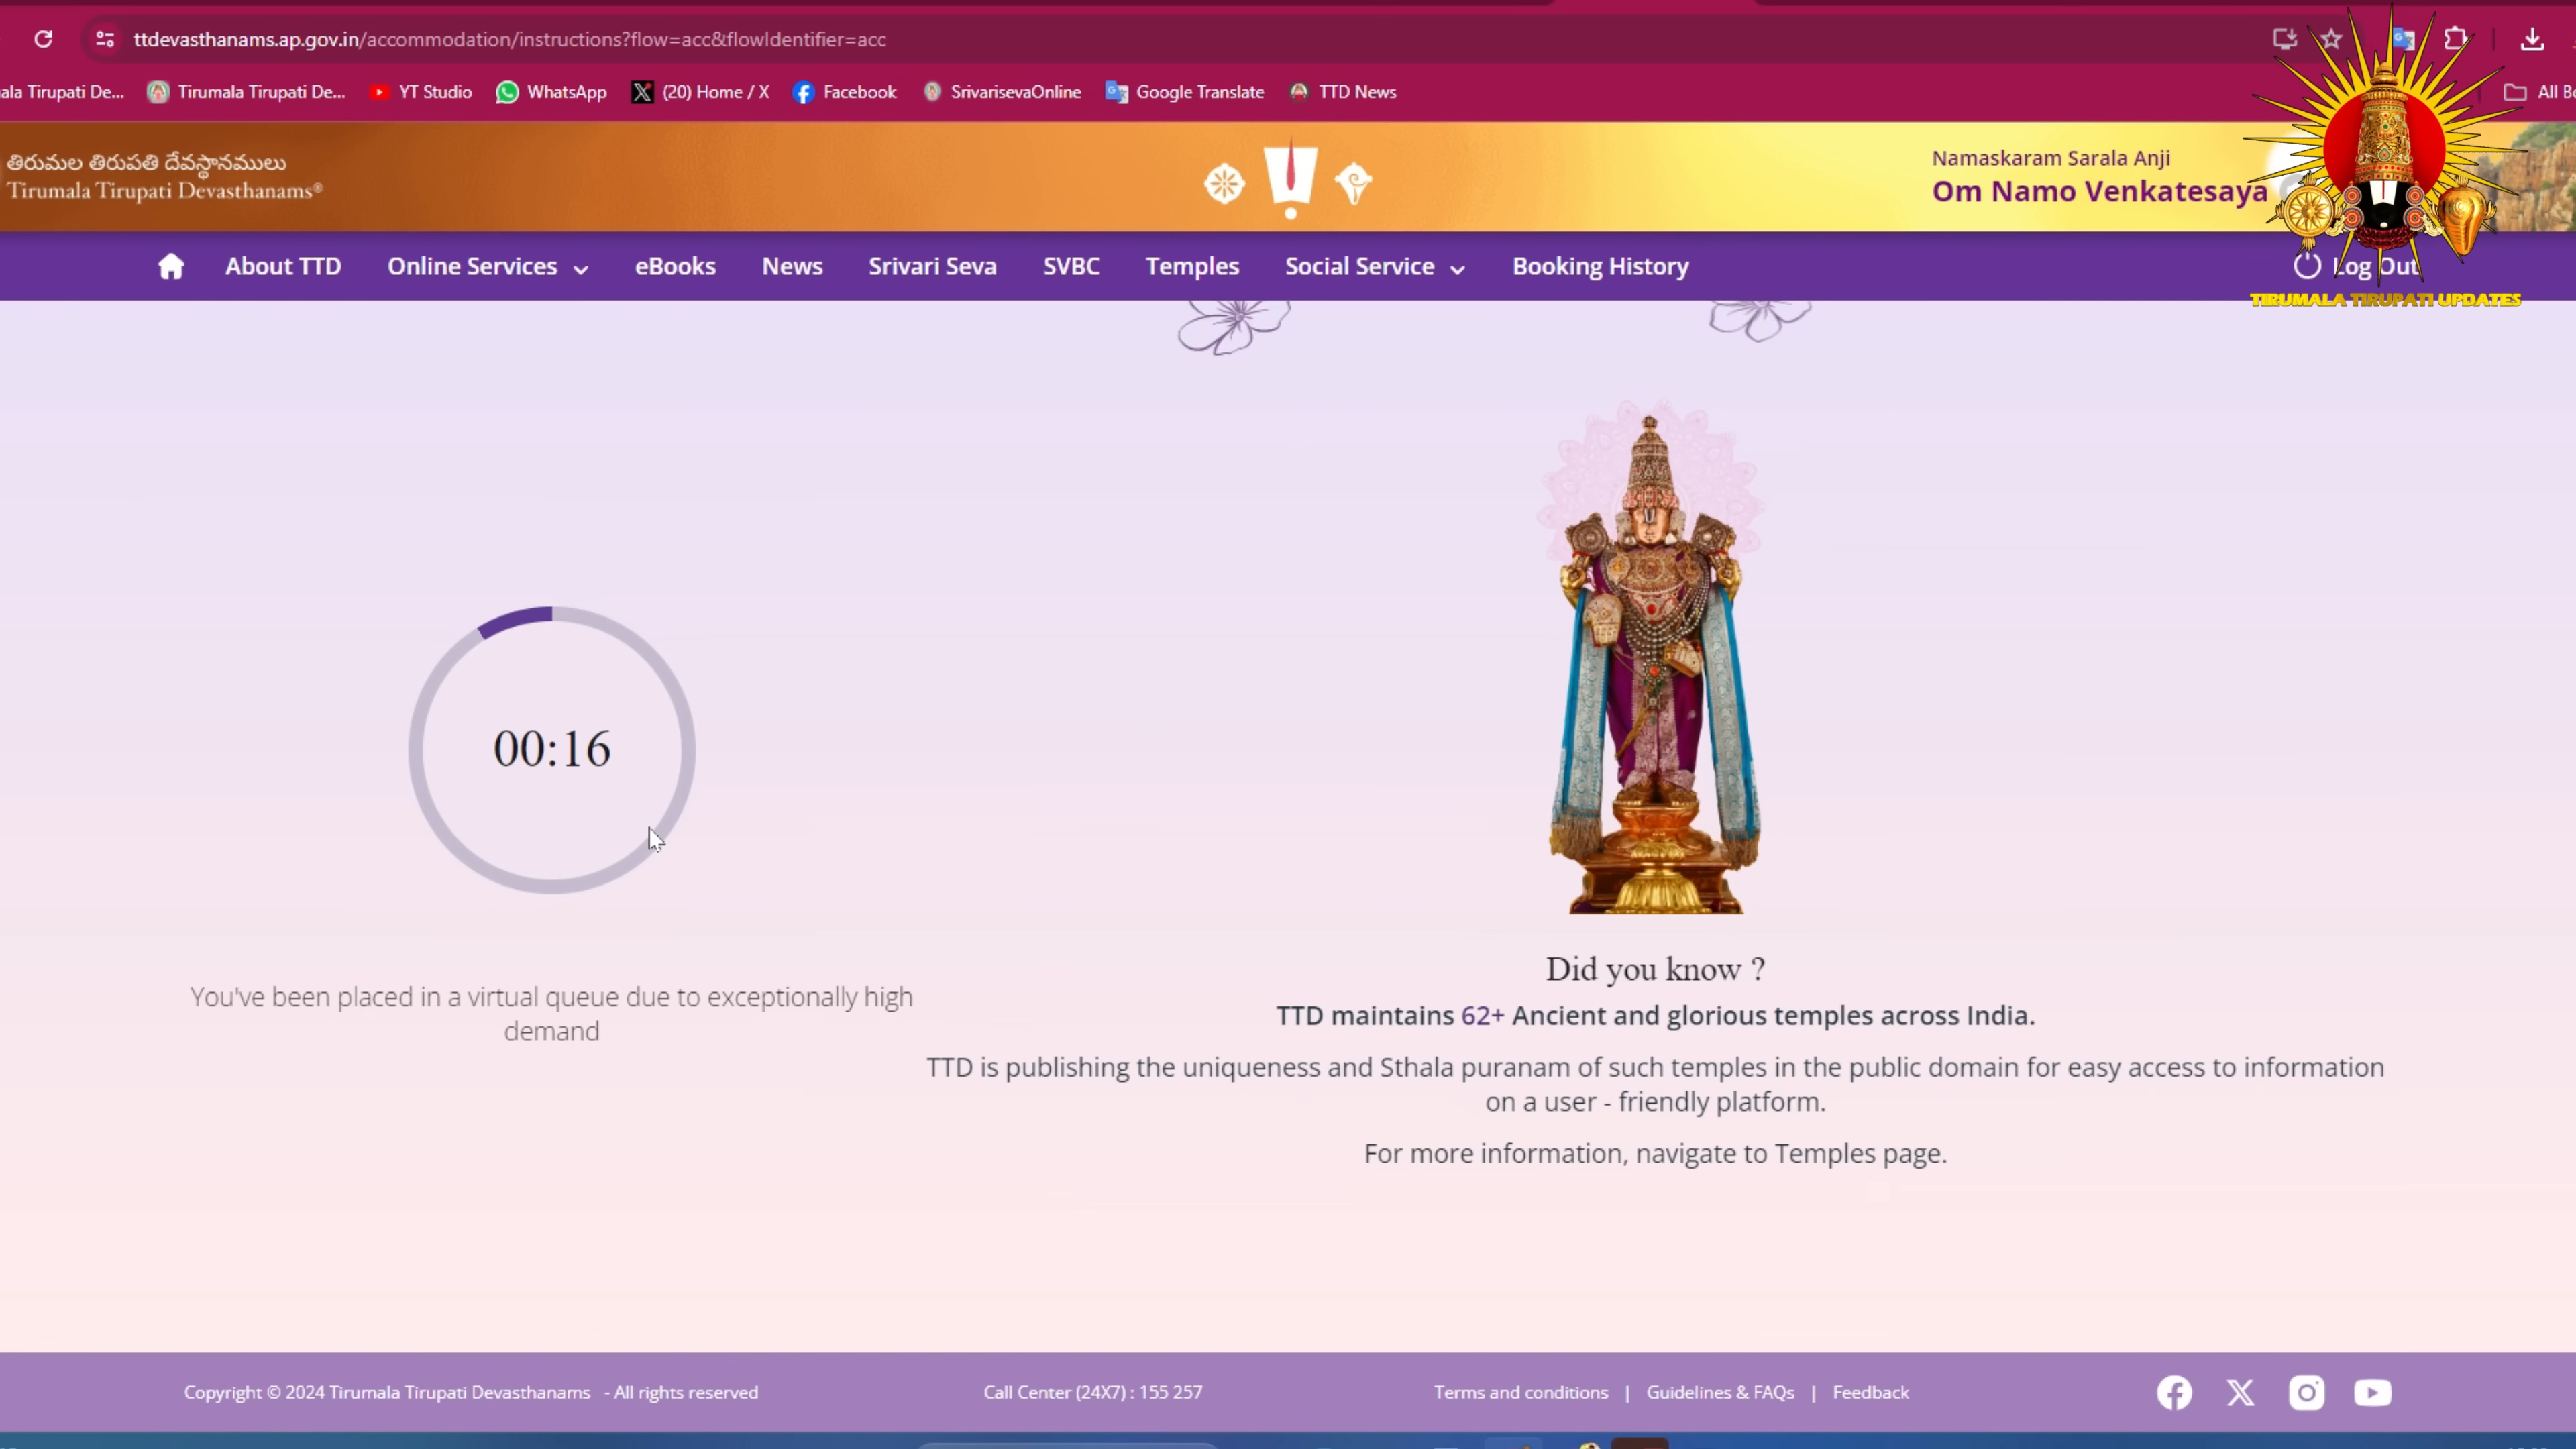 ttdevasthanams.ap.gov.in/accommodation/instructions?flow=acc&flowIdentifier=acc
ala Tirupati De... Tirumala Tirupati De... YT Studio WhatsApp (20) Home / X Facebook SrivarisevaOnline Google Translate TTD News All Bo
తిరుమల తిరుపతి దేవస్థానములు
Tirumala Tirupati Devasthanams®
Namaskaram Sarala Anji
Om Namo Venkatesaya
About TTD Online Services eBooks News Srivari Seva SVBC Temples Social Service Booking History Log Out
TIRUMALA TIRUPATI UPDATES
00:16
You've been placed in a virtual queue due to exceptionally high
demand
Did you know ?
TTD maintains 62+ Ancient and glorious temples across India.
TTD is publishing the uniqueness and Sthala puranam of such temples in the public domain for easy access to information
on a user - friendly platform.
For more information, navigate to Temples page.
Copyright © 2024 Tirumala Tirupati Devasthanams - All rights reserved Call Center (24X7) : 155 257 Terms and conditions | Guidelines & FAQs | Feedback